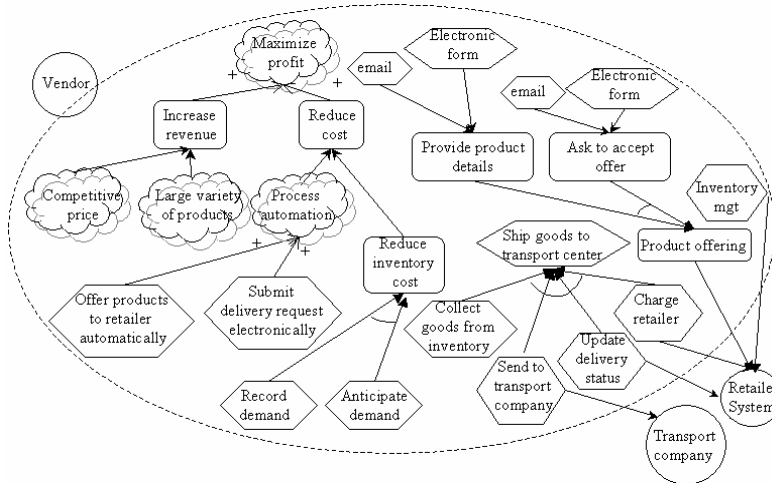 Maximize
profit
+
+
Electronic
form
email
Vendor
email
Electronic
form
Increase
revenue
Reduce
cost
Provide product
details
Ask to accept
offer
Competitive
price
Large variety
of products
Process
automation
Inventory
mgt
Ship goods to
transport center
Product offering
+
+
Reduce
inventory
cost
Offer products
to retailer
automatically
Submit
delivery request
electronically
Collect
goods from
inventory
Charge
retailer
Update
delivery
status
Send to
transport
company
Record
demand
Anticipate
demand
Retaile
System
Transport
company